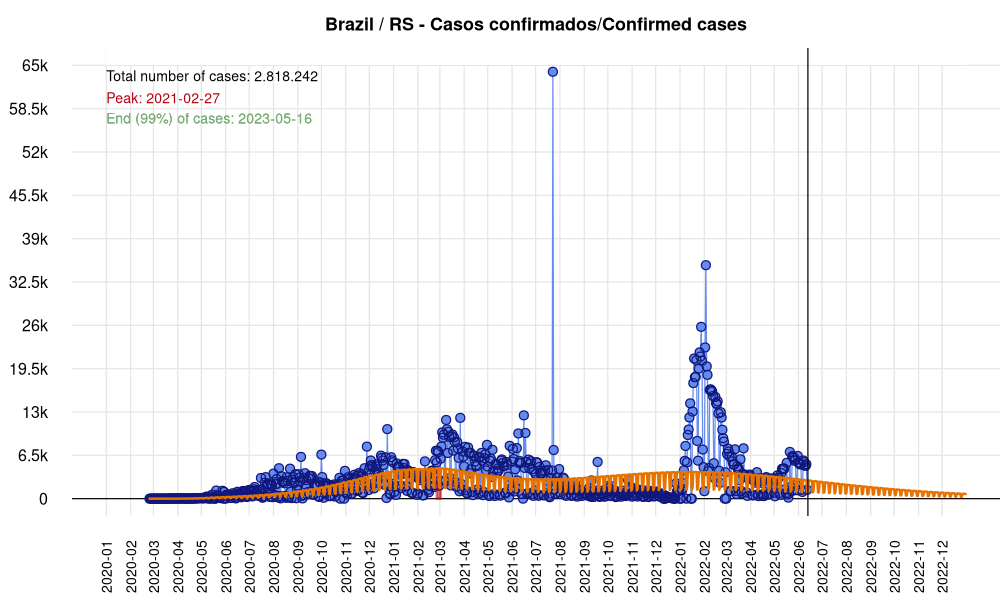 Brazil / RS - Casos confirmados/Confirmed cases
Total number of cases: 2.818.242
Peak: 2021-02-27
End (99%) of cases: 2023-05-16
65k
58.5k
52k
45.5k
39k
32.5k
26k
19.5k
13k
6.5k
0
2020-01
2020-02
2020-03
2020-04
2020-05
2020-06
2020-07
2020-08
2020-09
2020-10
2020-11
2020-12
2021-01
2021-02
2021-03
2021-04
2021-05
2021-06
2021-07
2021-08
2021-09
2021-10
2021-11
2021-12
2022-01
2022-02
2022-03
2022-04
2022-05
2022-06
2022-07
2022-08
2022-09
2022-10
2022-11
2022-12